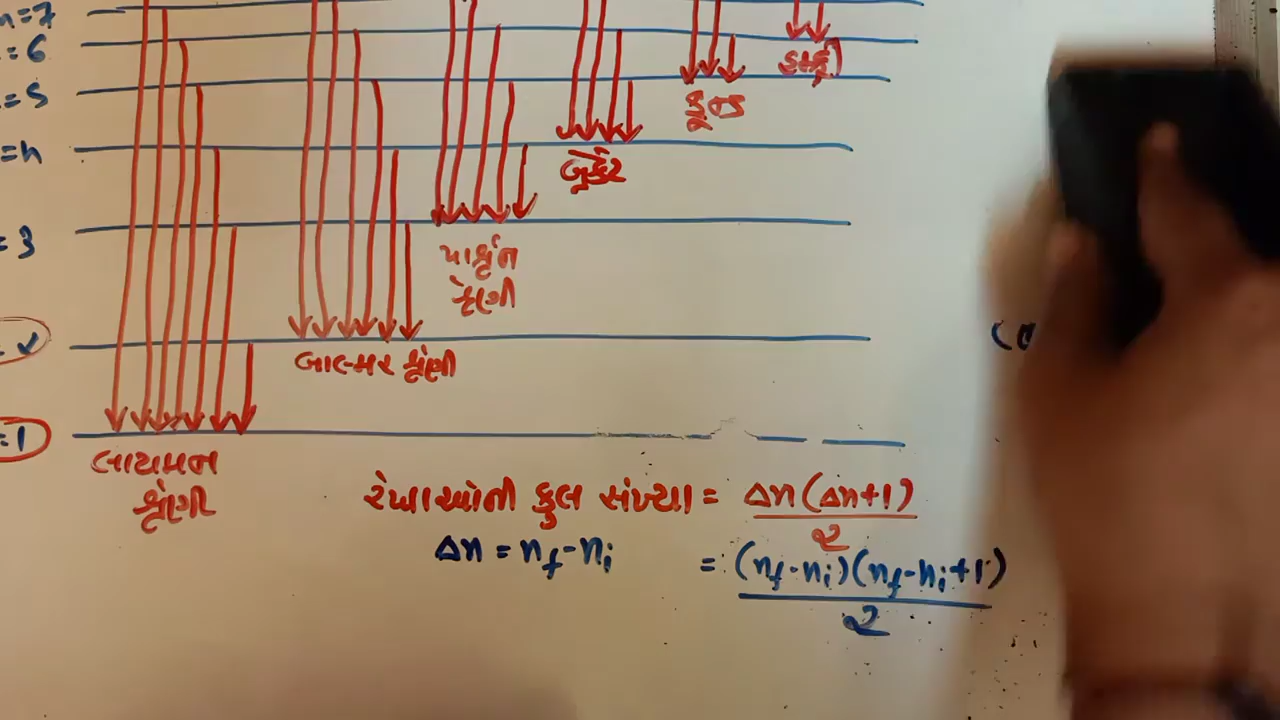 n=7
= 6
= 5
હમ્ફ્રી
ફૂન્ડ
=4
બ્રેકેટ
= 3
પાશ્ચન
શ્રેણી
બાલ્મર શ્રેણી
=1
લાયમન
શ્રેણી
રેખાઓની કુલ સંખ્યા = Δn(Δn+1)
2
Δn = nf-ni = (nf-ni)(nf-ni+1)
2